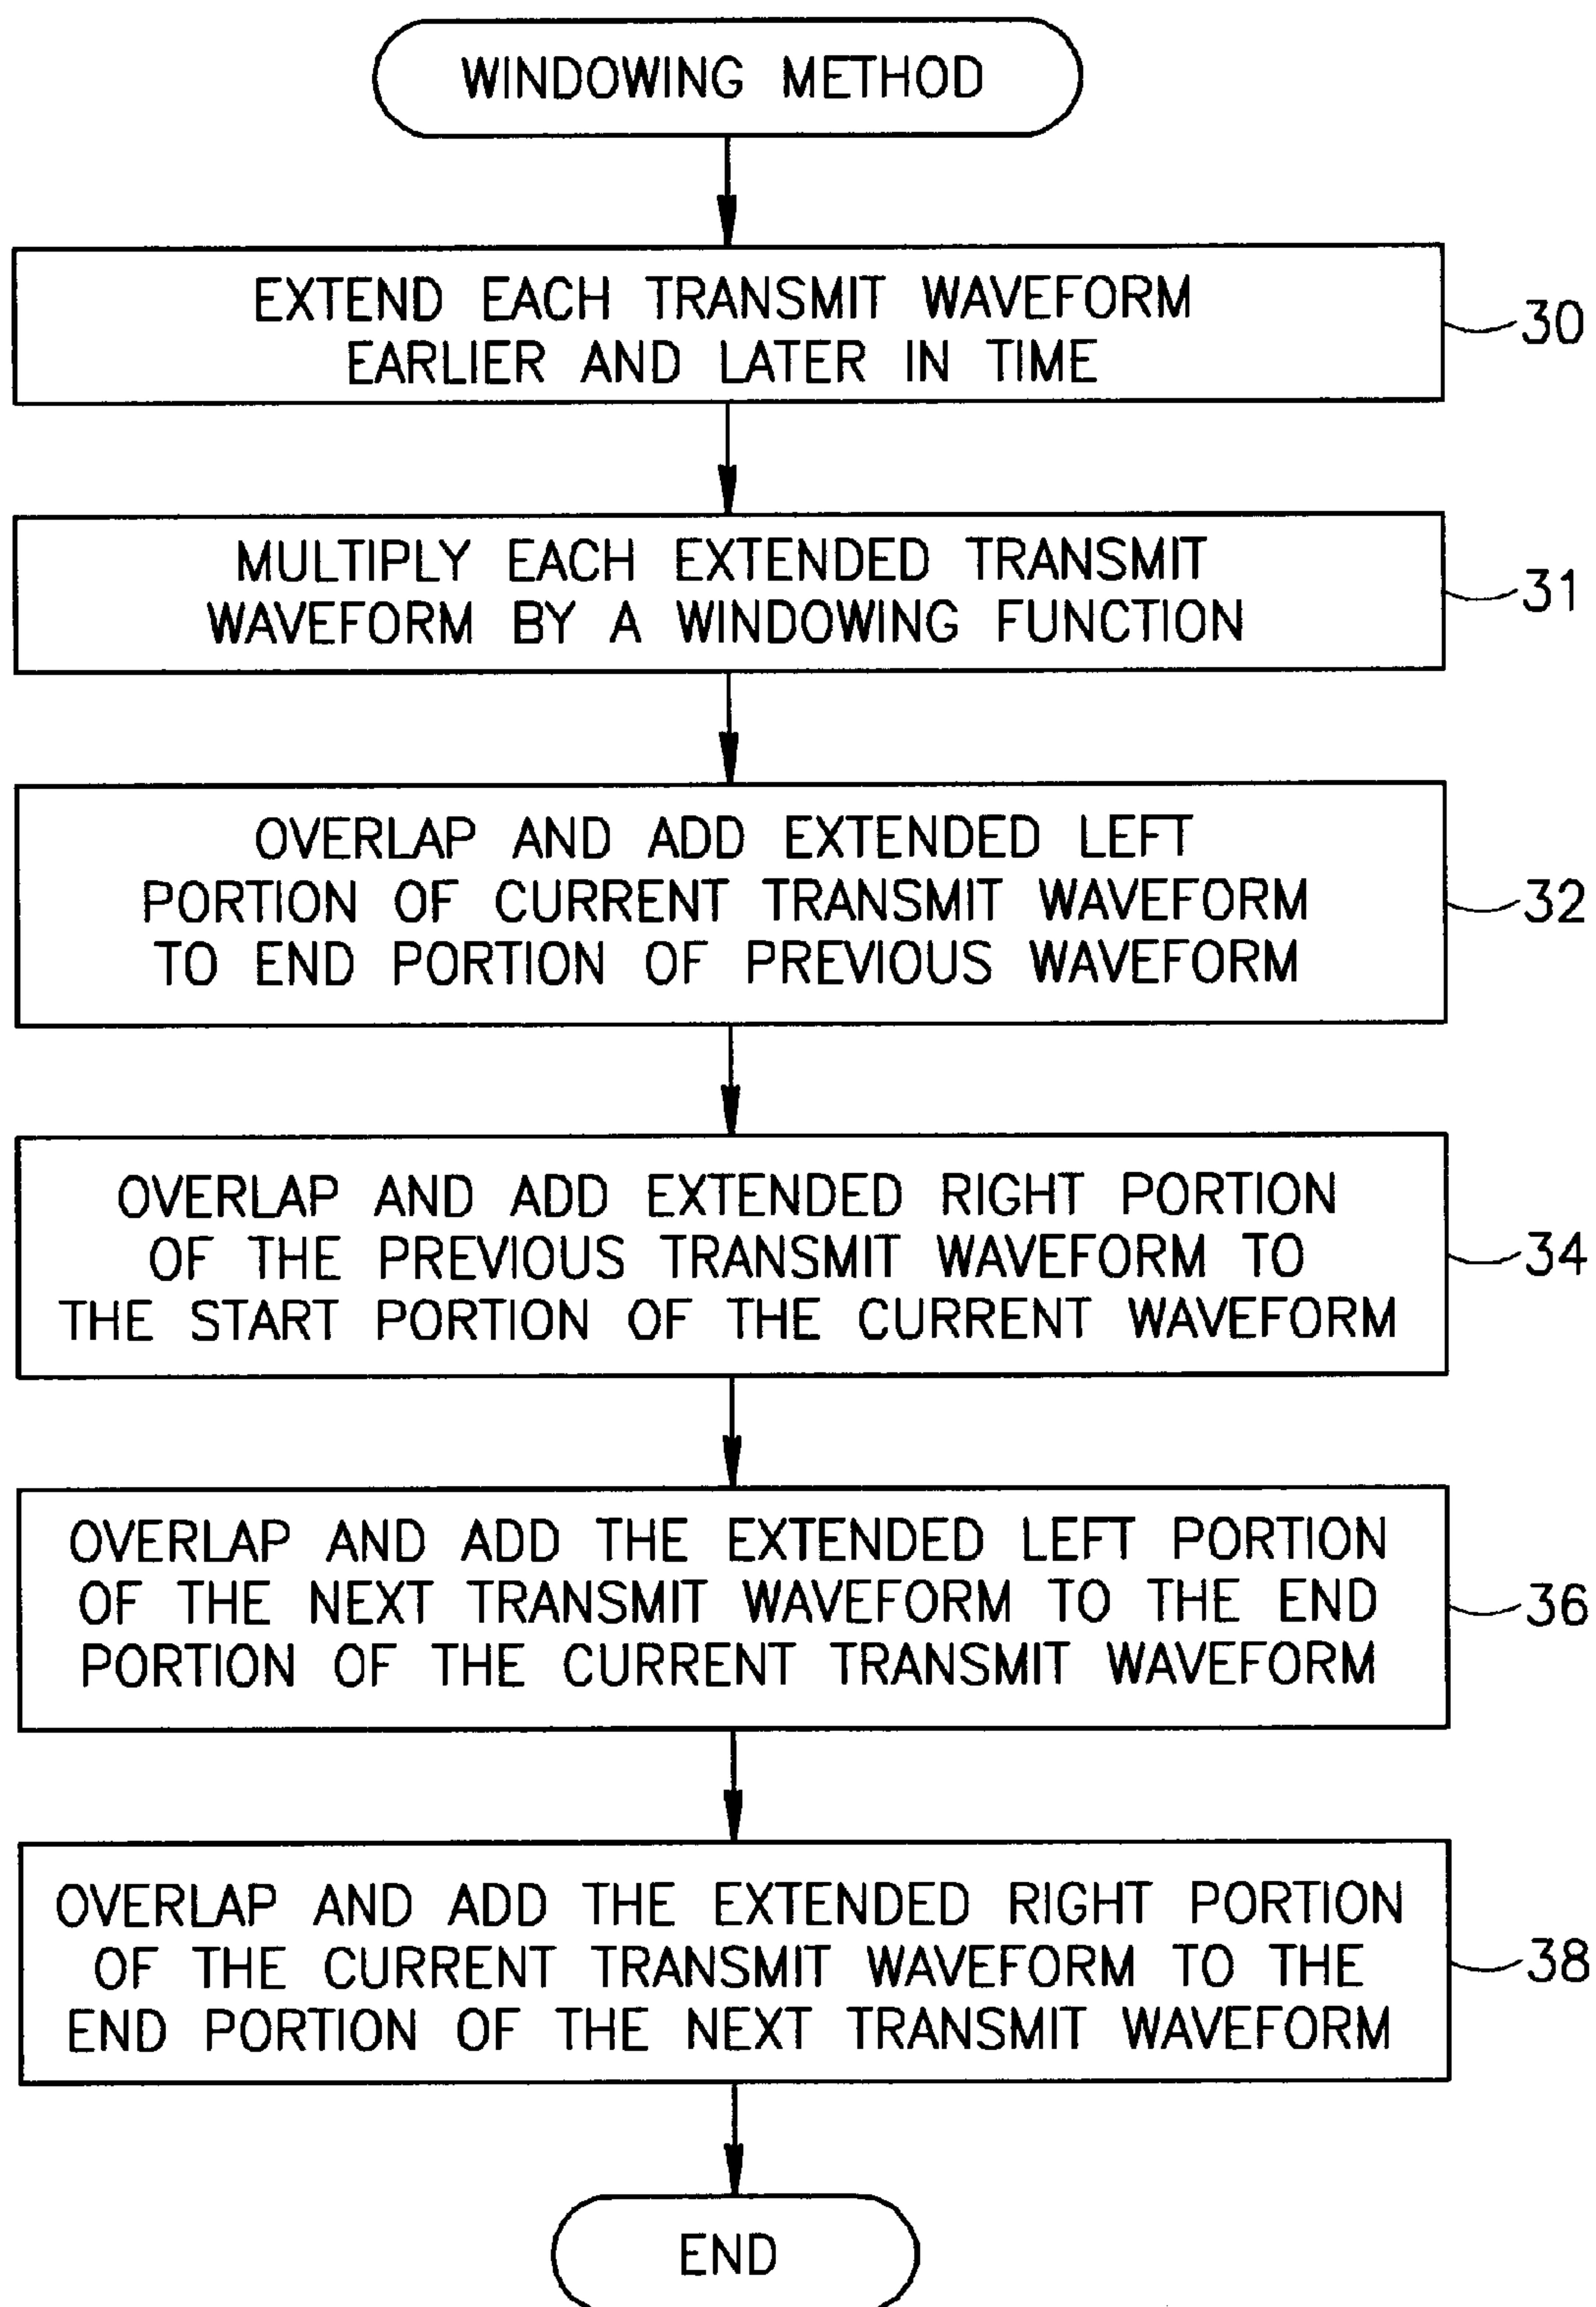 WINDOWING METHOD
EXTEND EACH TRANSMIT WAVEFORM
EARLIER AND LATER IN TIME
30
MULTIPLY EACH EXTENDED TRANSMIT
WAVEFORM BY A WINDOWING FUNCTION
31
OVERLAP AND ADD EXTENDED LEFT
PORTION OF CURRENT TRANSMIT WAVEFORM
TO END PORTION OF PREVIOUS WAVEFORM
32
OVERLAP AND ADD EXTENDED RIGHT PORTION
OF THE PREVIOUS TRANSMIT WAVEFORM TO
THE START PORTION OF THE CURRENT WAVEFORM
34
OVERLAP AND ADD THE EXTENDED LEFT PORTION
OF THE NEXT TRANSMIT WAVEFORM TO THE END
PORTION OF THE CURRENT TRANSMIT WAVEFORM
36
OVERLAP AND ADD THE EXTENDED RIGHT PORTION
OF THE CURRENT TRANSMIT WAVEFORM TO THE
END PORTION OF THE NEXT TRANSMIT WAVEFORM
38
END